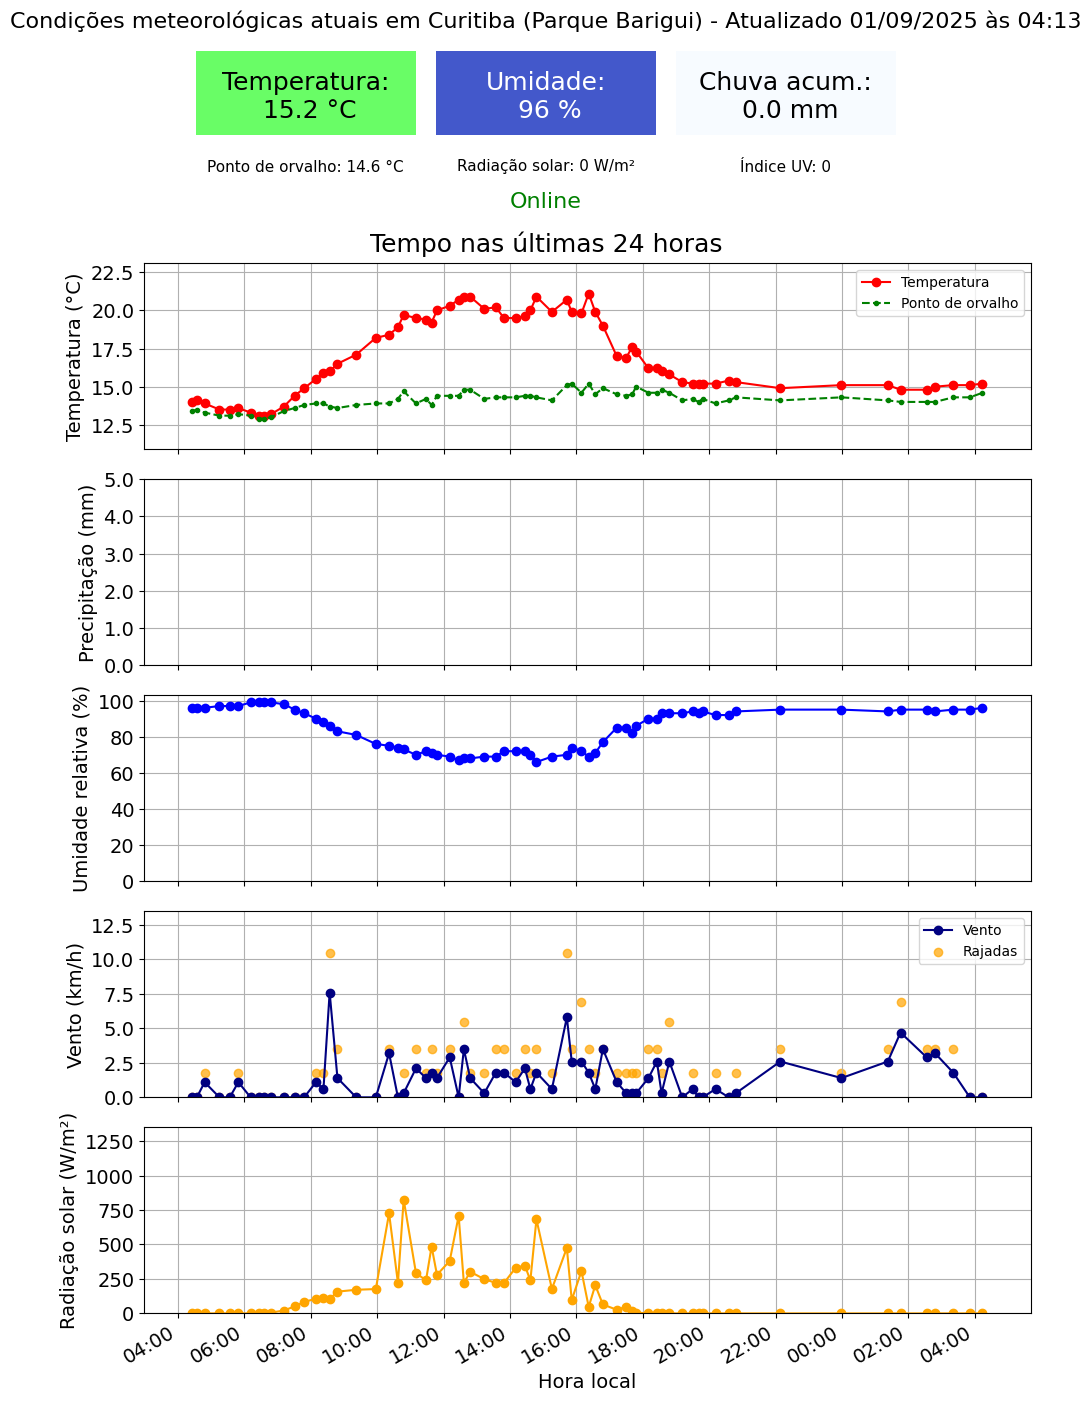 Condições meteorológicas atuais em Curitiba (Parque Barigui) - Atualizado 01/09/2025 às 04:13
Temperatura:
15.2 °C
Umidade:
96 %
Chuva acum.:
0.0 mm
Ponto de orvalho: 14.6 °C
Radiação solar: 0 W/m²
Índice UV: 0
Online
Tempo nas últimas 24 horas
Temperatura (°C)
22.5
20.0
17.5
15.0
12.5
Temperatura
Ponto de orvalho
Precipitação (mm)
5.0
4.0
3.0
2.0
1.0
0.0
Umidade relativa (%)
100
80
60
40
20
0
Vento (km/h)
12.5
10.0
7.5
5.0
2.5
0.0
Vento
Rajadas
Radiação solar (W/m²)
1250
1000
750
500
250
0
04:00 06:00 08:00 10:00 12:00 14:00 16:00 18:00 20:00 22:00 00:00 02:00 04:00
Hora local